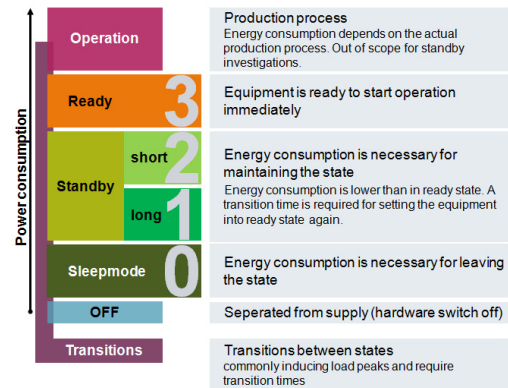 Power consumption
Operation
Production process
Energy consumption depends on the actual
production process. Out of scope for standby
investigations.
Ready
3
Equipment is ready to start operation
immediately
Standby
short
2
long
1
Energy consumption is necessary for
maintaining the state
Energy consumption is lower than in ready state. A
transition time is required for setting the equipment
into ready state again.
Sleepmode
0
Energy consumption is necessary for leaving
the state
OFF
Seperated from supply (hardware switch off)
Transitions
Transitions between states
commonly inducing load peaks and require
transition times